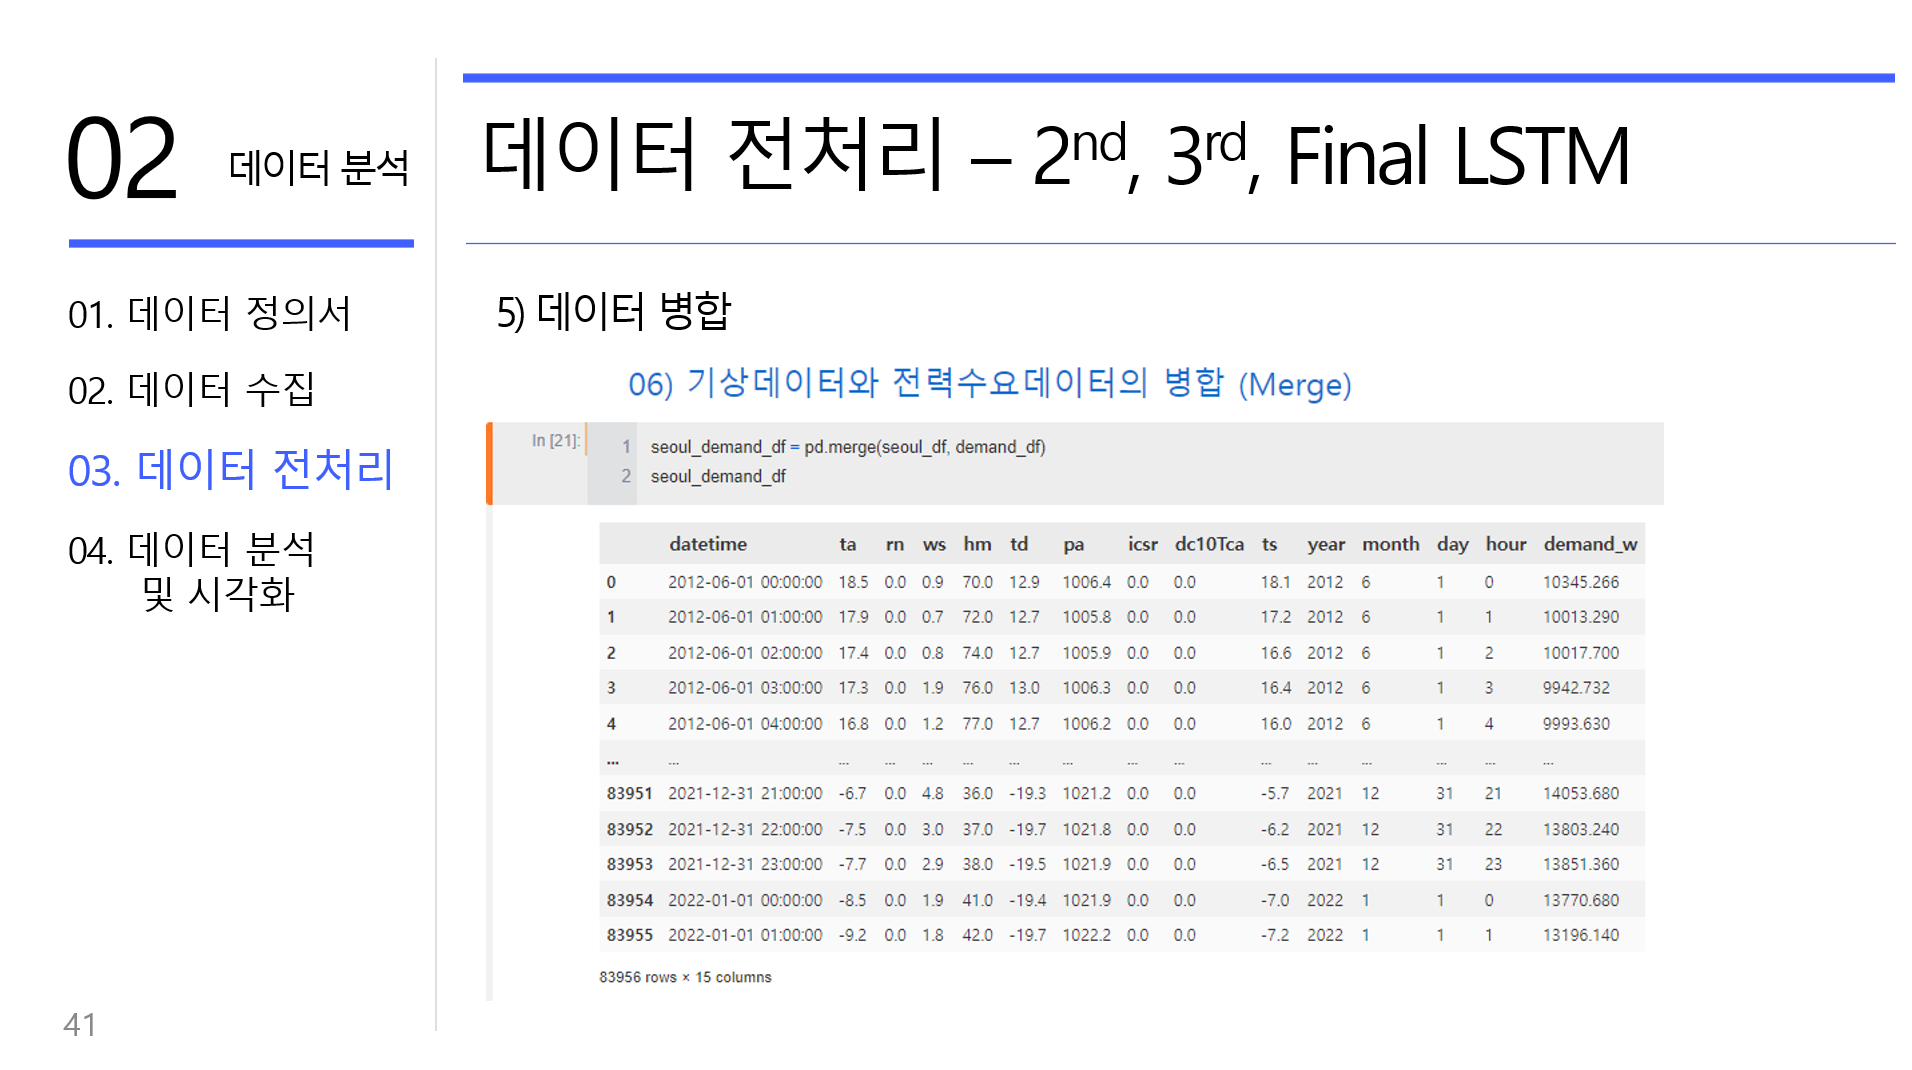 02 데이터 분석
01. 데이터 정의서
02. 데이터 수집
03. 데이터 전처리
04. 데이터 분석
및 시각화
41
데이터 전처리 – 2nd, 3rd, Final LSTM
5) 데이터 병합
06) 기상데이터와 전력수요데이터의 병합 (Merge)
In [21]:
1 seoul_demand_df = pd.merge(seoul_df, demand_df)
2 seoul_demand_df
datetime ta rn ws hm td pa icsr dc10Tca ts year month day hour demand_w
0 2012-06-01 00:00:00 18.5 0.0 0.9 70.0 12.9 1006.4 0.0 0.0 18.1 2012 6 1 0 10345.266
1 2012-06-01 01:00:00 17.9 0.0 0.7 72.0 12.7 1005.8 0.0 0.0 17.2 2012 6 1 1 10013.290
2 2012-06-01 02:00:00 17.4 0.0 0.8 74.0 12.7 1005.9 0.0 0.0 16.6 2012 6 1 2 10017.700
3 2012-06-01 03:00:00 17.3 0.0 1.9 76.0 13.0 1006.3 0.0 0.0 16.4 2012 6 1 3 9942.732
4 2012-06-01 04:00:00 16.8 0.0 1.2 77.0 12.7 1006.2 0.0 0.0 16.0 2012 6 1 4 9993.630
... ... ... ... ... ... ... ... ... ... ... ... ... ... ... ...
83951 2021-12-31 21:00:00 -6.7 0.0 4.8 36.0 -19.3 1021.2 0.0 0.0 -5.7 2021 12 31 21 14053.680
83952 2021-12-31 22:00:00 -7.5 0.0 3.0 37.0 -19.7 1021.8 0.0 0.0 -6.2 2021 12 31 22 13803.240
83953 2021-12-31 23:00:00 -7.7 0.0 2.9 38.0 -19.5 1021.9 0.0 0.0 -6.5 2021 12 31 23 13851.360
83954 2022-01-01 00:00:00 -8.5 0.0 1.9 41.0 -19.4 1021.9 0.0 0.0 -7.0 2022 1 1 0 13770.680
83955 2022-01-01 01:00:00 -9.2 0.0 1.8 42.0 -19.7 1022.2 0.0 0.0 -7.2 2022 1 1 1 13196.140
83956 rows × 15 columns